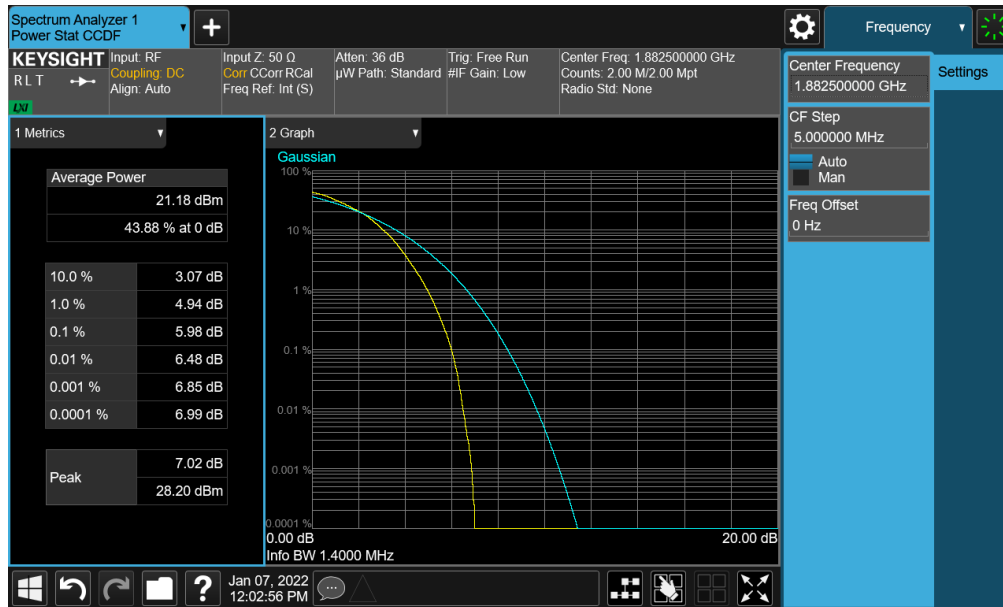 Spectrum Analyzer 1
Power Stat CCDF
+
Frequency
KEYSIGHT
R L T
LXI
Input: RF
Coupling: DC
Align: Auto
Input Z: 50 Ω
Corr CCorr RCal
Freq Ref: Int (S)
Atten: 36 dB
µW Path: Standard
Trig: Free Run
#IF Gain: Low
Center Freq: 1.882500000 GHz
Counts: 2.00 M/2.00 Mpt
Radio Std: None
Center Frequency
1.882500000 GHz
Settings
CF Step
5.000000 MHz
Auto
Man
Freq Offset
0 Hz
1 Metrics
Average Power
21.18 dBm
43.88 % at 0 dB
10.0 % 3.07 dB
1.0 % 4.94 dB
0.1 % 5.98 dB
0.01 % 6.48 dB
0.001 % 6.85 dB
0.0001 % 6.99 dB
Peak
7.02 dB
28.20 dBm
2 Graph
Gaussian
100 %
10 %
1 %
0.1 %
0.01 %
0.001 %
0.0001 %
0.00 dB
20.00 dB
Info BW 1.4000 MHz
?
Jan 07, 2022
12:02:56 PM